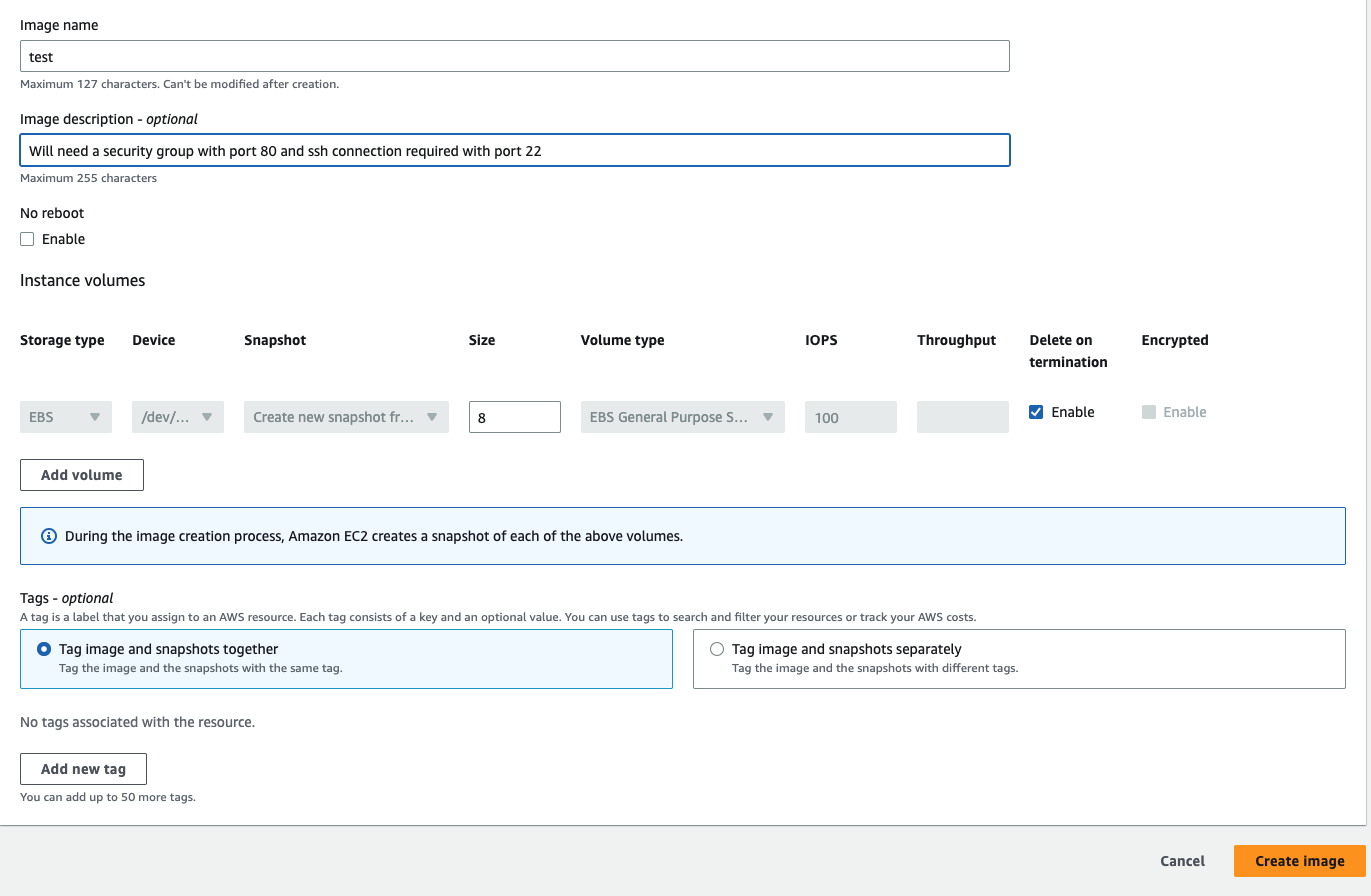 Image name
test
Maximum 127 characters. Can't be modified after creation.
Image description - optional
Will need a security group with port 80 and ssh connection required with port 22
Maximum 255 characters
No reboot
Enable
Instance volumes
Storage type Device Snapshot Size Volume type IOPS Throughput Delete on termination Encrypted
EBS /dev/... Create new snapshot fr... 8 EBS General Purpose S... 100 Enable Enable
Add volume
During the image creation process, Amazon EC2 creates a snapshot of each of the above volumes.
Tags - optional
A tag is a label that you assign to an AWS resource. Each tag consists of a key and an optional value. You can use tags to search and filter your resources or track your AWS costs.
Tag image and snapshots together
Tag the image and the snapshots with the same tag.
Tag image and snapshots separately
Tag the image and the snapshots with different tags.
No tags associated with the resource.
Add new tag
You can add up to 50 more tags.
Cancel Create image